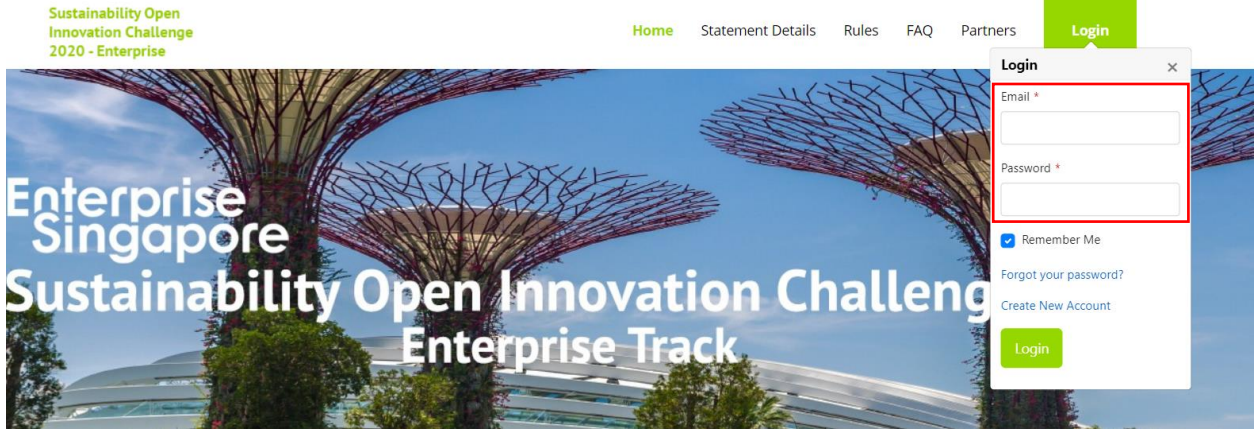 Sustainability Open
Innovation Challenge
2020 - Enterprise
Home Statement Details Rules FAQ Partners Login
Login ×
Email *
Password *
Remember Me
Forgot your password?
Create New Account
Login
Enterprise
Singapore
Sustainability Open Innovation Challeng
Enterprise Track